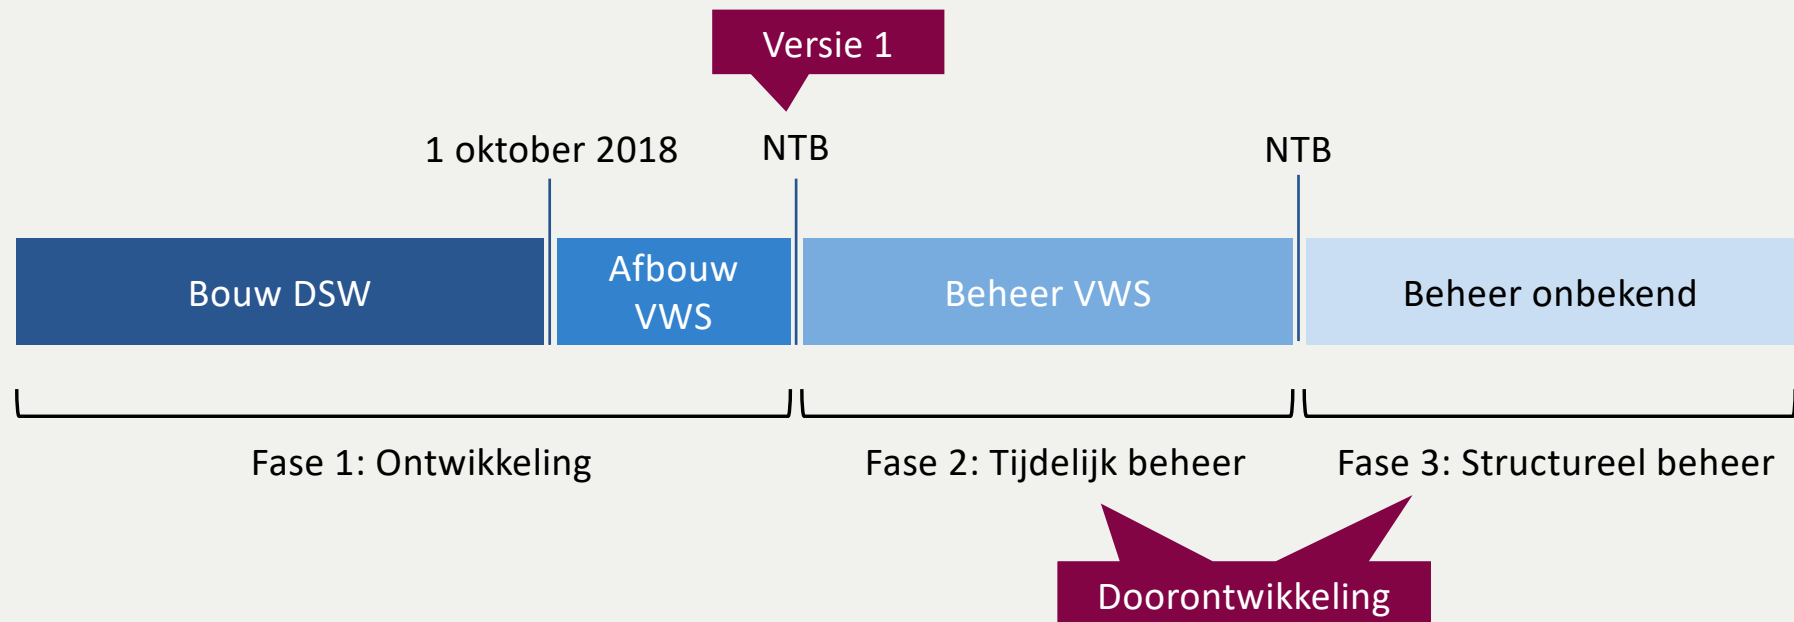 Versie 1
1 oktober 2018
NTB
NTB
Bouw DSW
Afbouw
VWS
Beheer VWS
Beheer onbekend
Fase 1: Ontwikkeling
Fase 2: Tijdelijk beheer
Fase 3: Structureel beheer
Doorontwikkeling